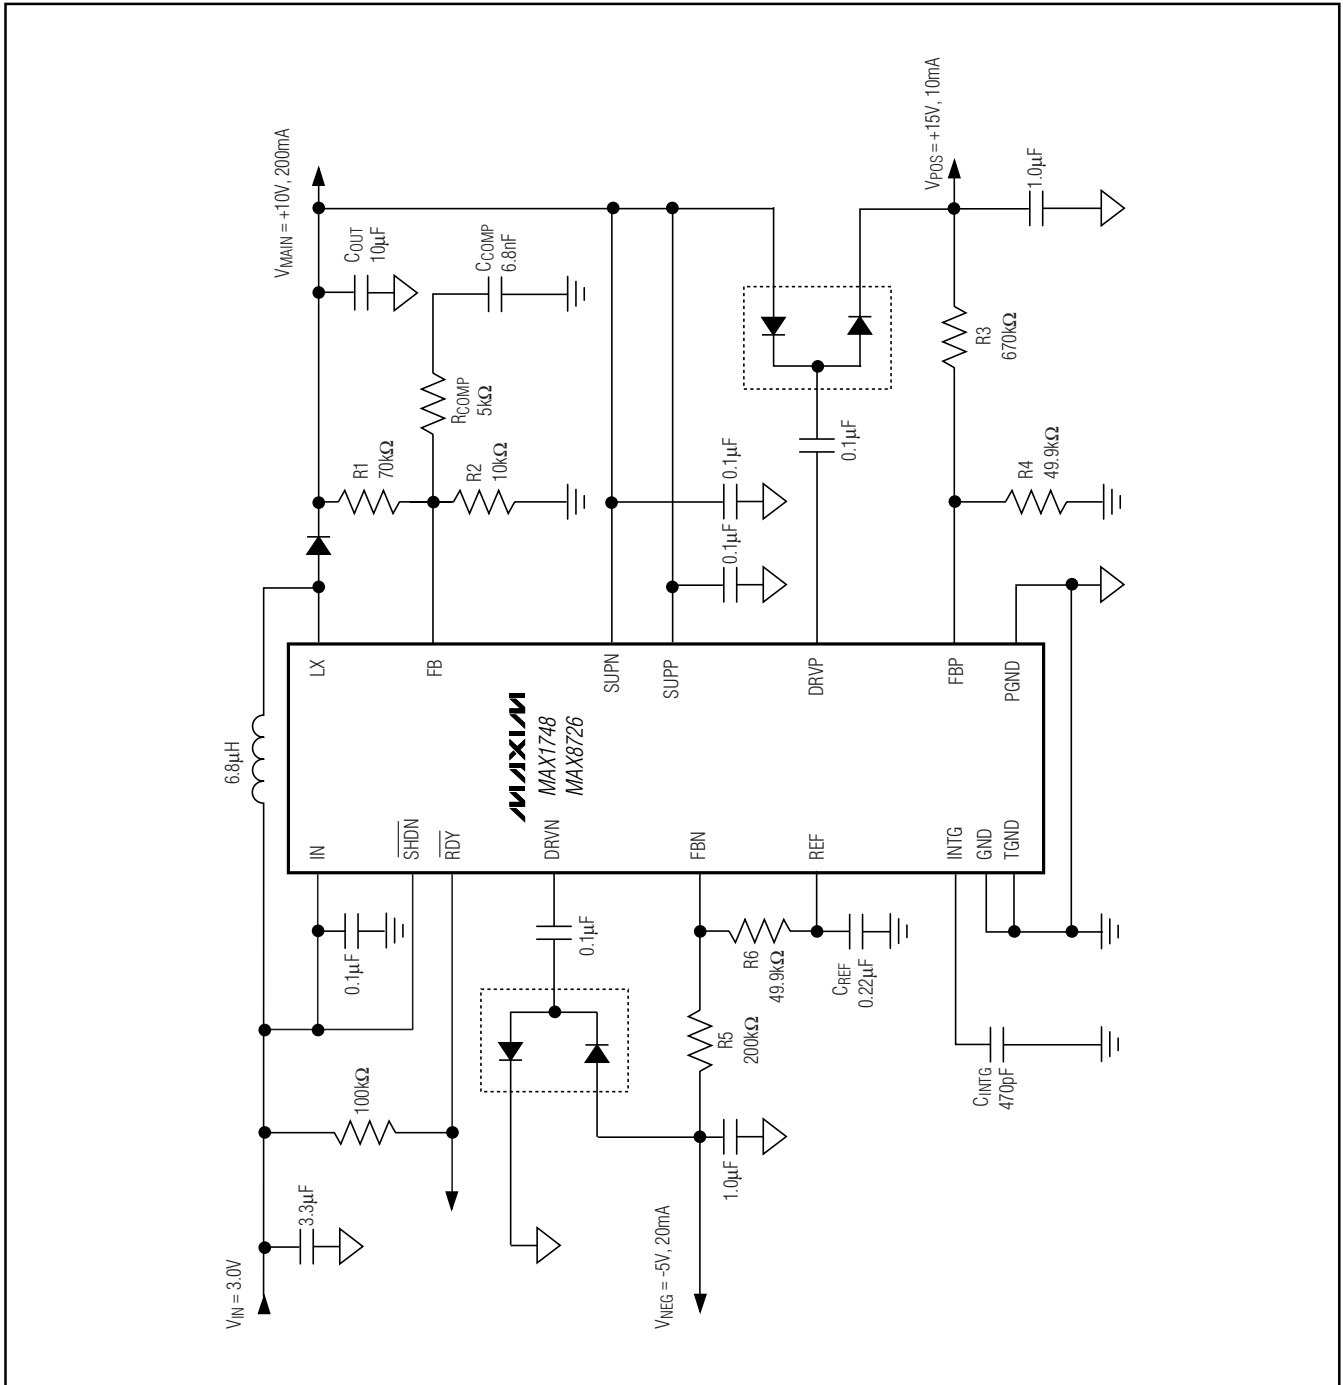 VIN = 3.0V
3.3µF
100kΩ
6.8µH
0.1µF
IN
SHDN
RDY
DRVN
FBN
REF
INTG
GND
TGND
LX
FB
SUPN
SUPP
DRVP
FBP
PGND
MAXIM
MAX1748
MAX8726
VMAIN = +10V, 200mA
COUT
10µF
R1
70kΩ
R2
10kΩ
RCOMP
5kΩ
CCOMP
6.8nF
0.1µF
0.1µF
0.1µF
VPOS = +15V, 10mA
1.0µF
R3
670kΩ
R4
49.9kΩ
0.1µF
VNEG = -5V, 20mA
1.0µF
R5
200kΩ
R6
49.9kΩ
CREF
0.22µF
CINTG
470pF